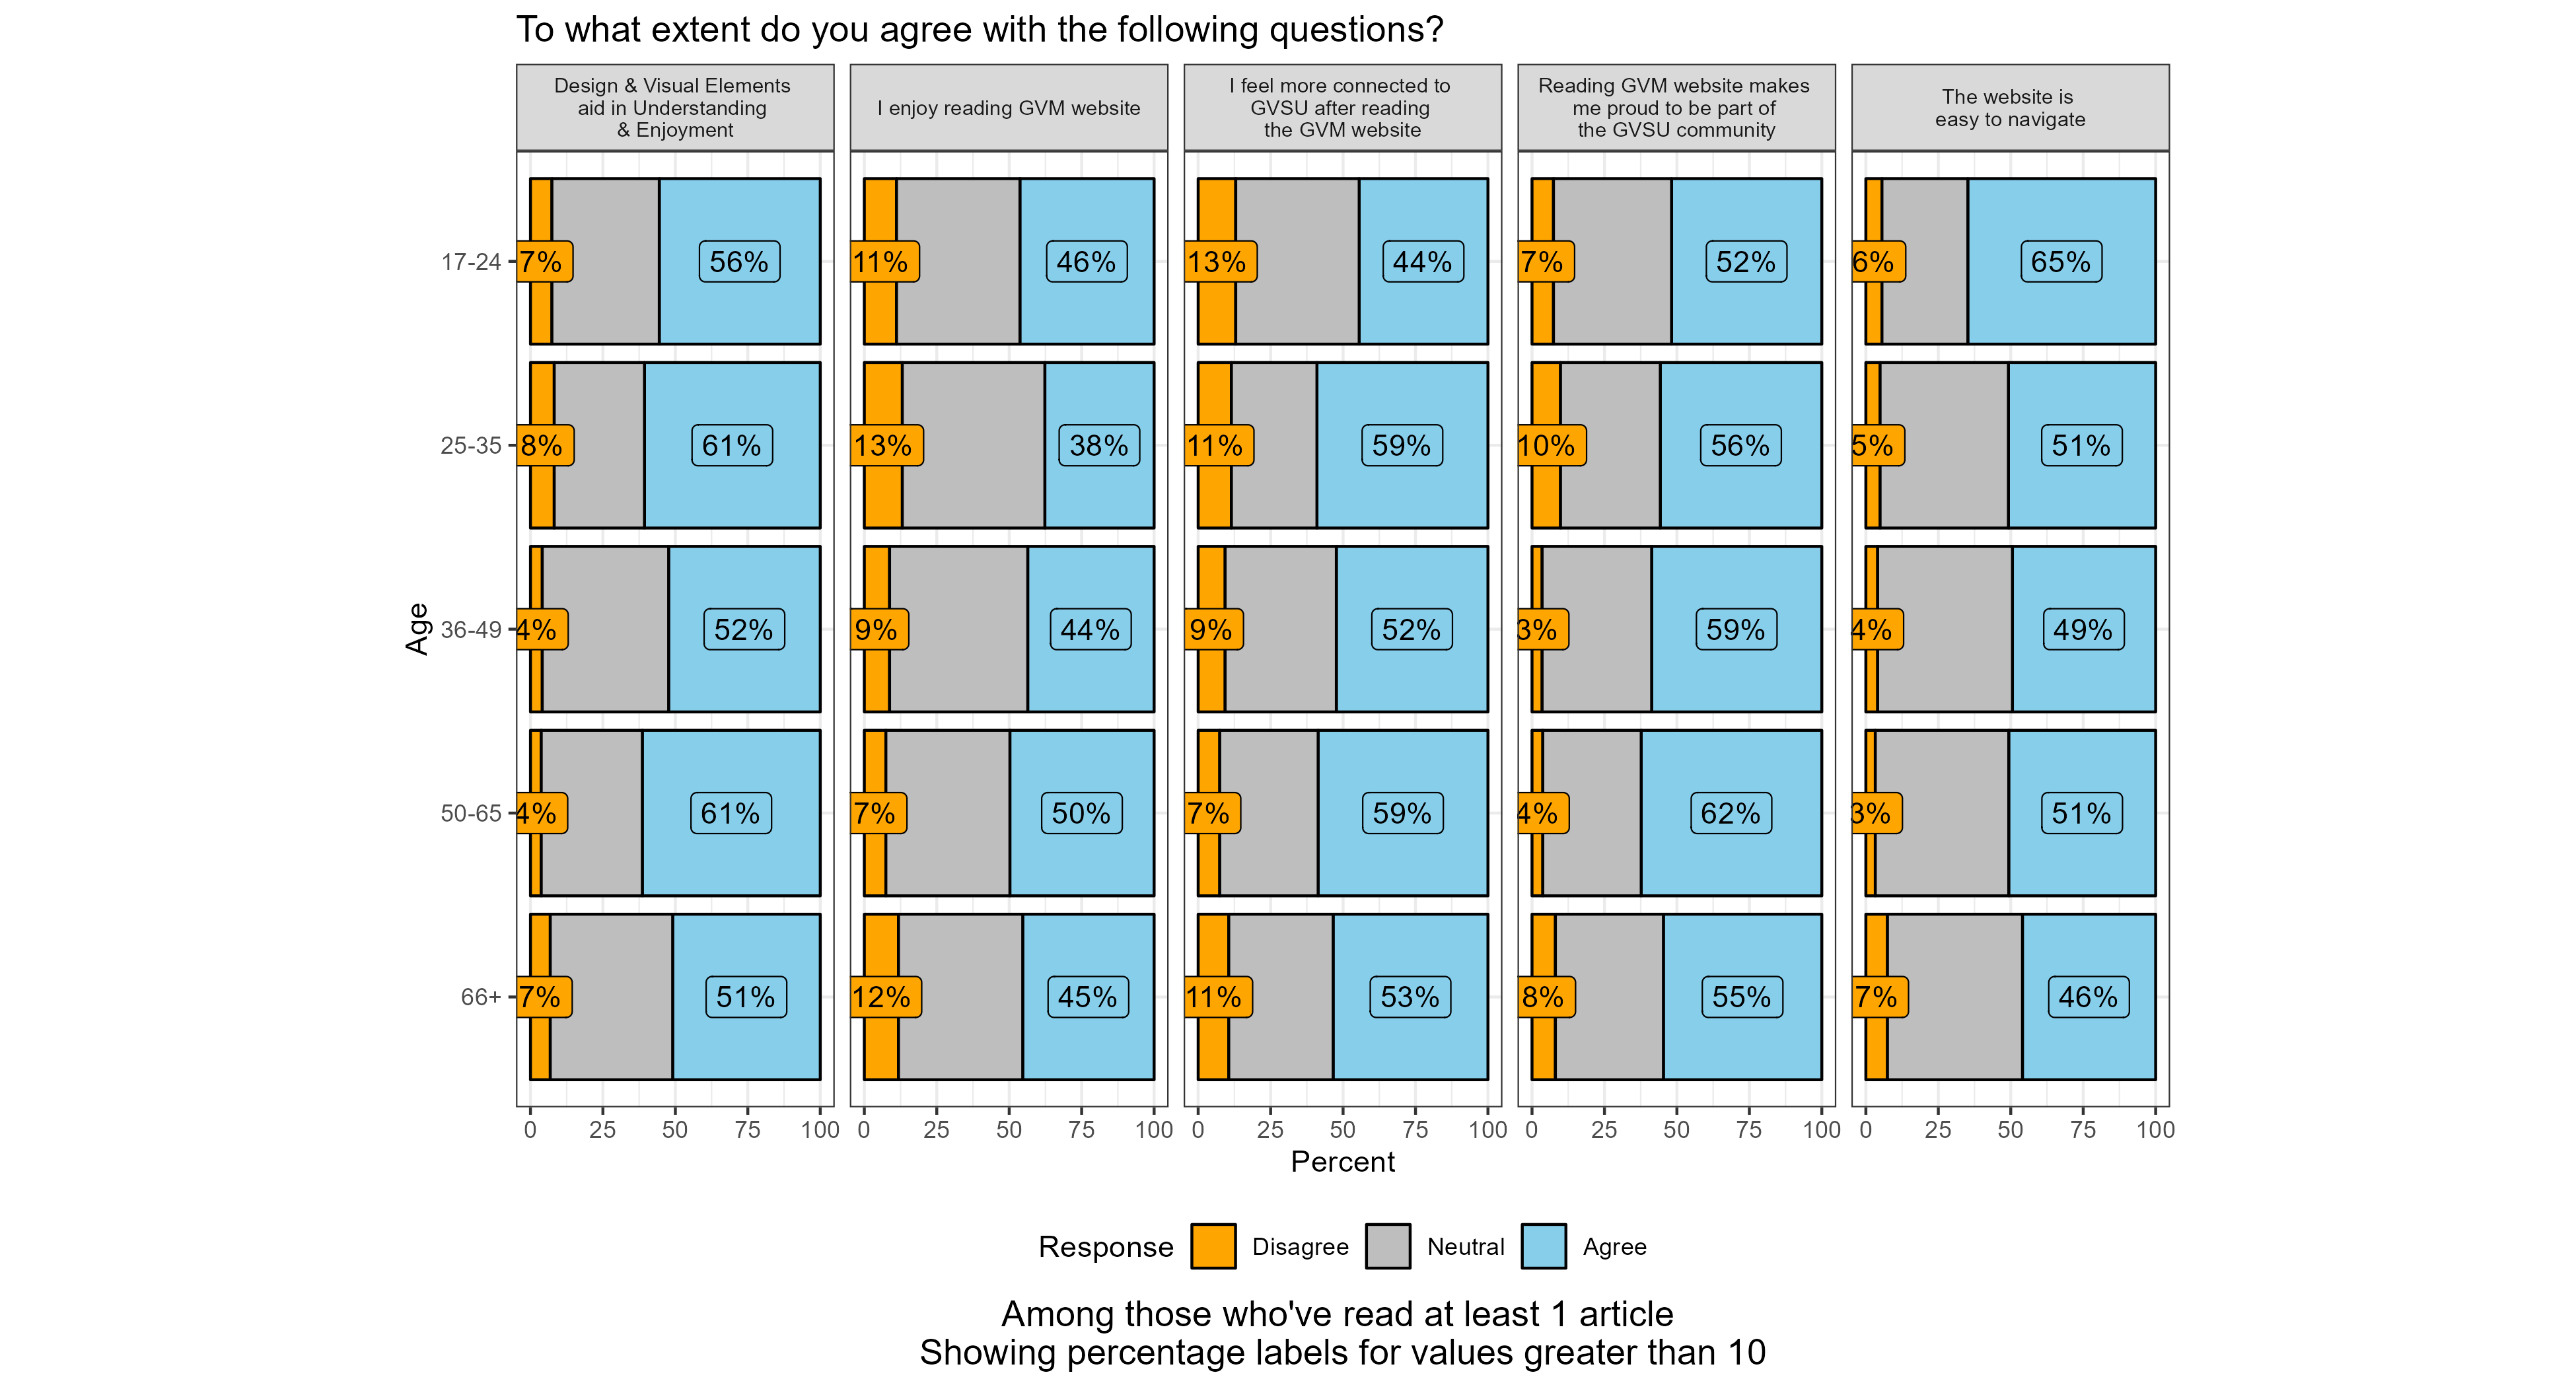 To what extent do you agree with the following questions?
Design & Visual Elements
aid in Understanding
& Enjoyment
I enjoy reading GVM website
I feel more connected to
GVSU after reading
the GVM website
Reading GVM website makes
me proud to be part of
the GVSU community
The website is
easy to navigate
Age
17-24
7% 56% 11% 46% 13% 44% 7% 52% 6% 65%
25-35
8% 61% 13% 38% 11% 59% 10% 56% 5% 51%
36-49
4% 52% 9% 44% 9% 52% 3% 59% 4% 49%
50-65
4% 61% 7% 50% 7% 59% 4% 62% 3% 51%
66+
7% 51% 12% 45% 11% 53% 8% 55% 7% 46%
0 25 50 75 100 0 25 50 75 100 0 25 50 75 100 0 25 50 75 100 0 25 50 75 100
Percent
Response Disagree Neutral Agree
Among those who've read at least 1 article
Showing percentage labels for values greater than 10